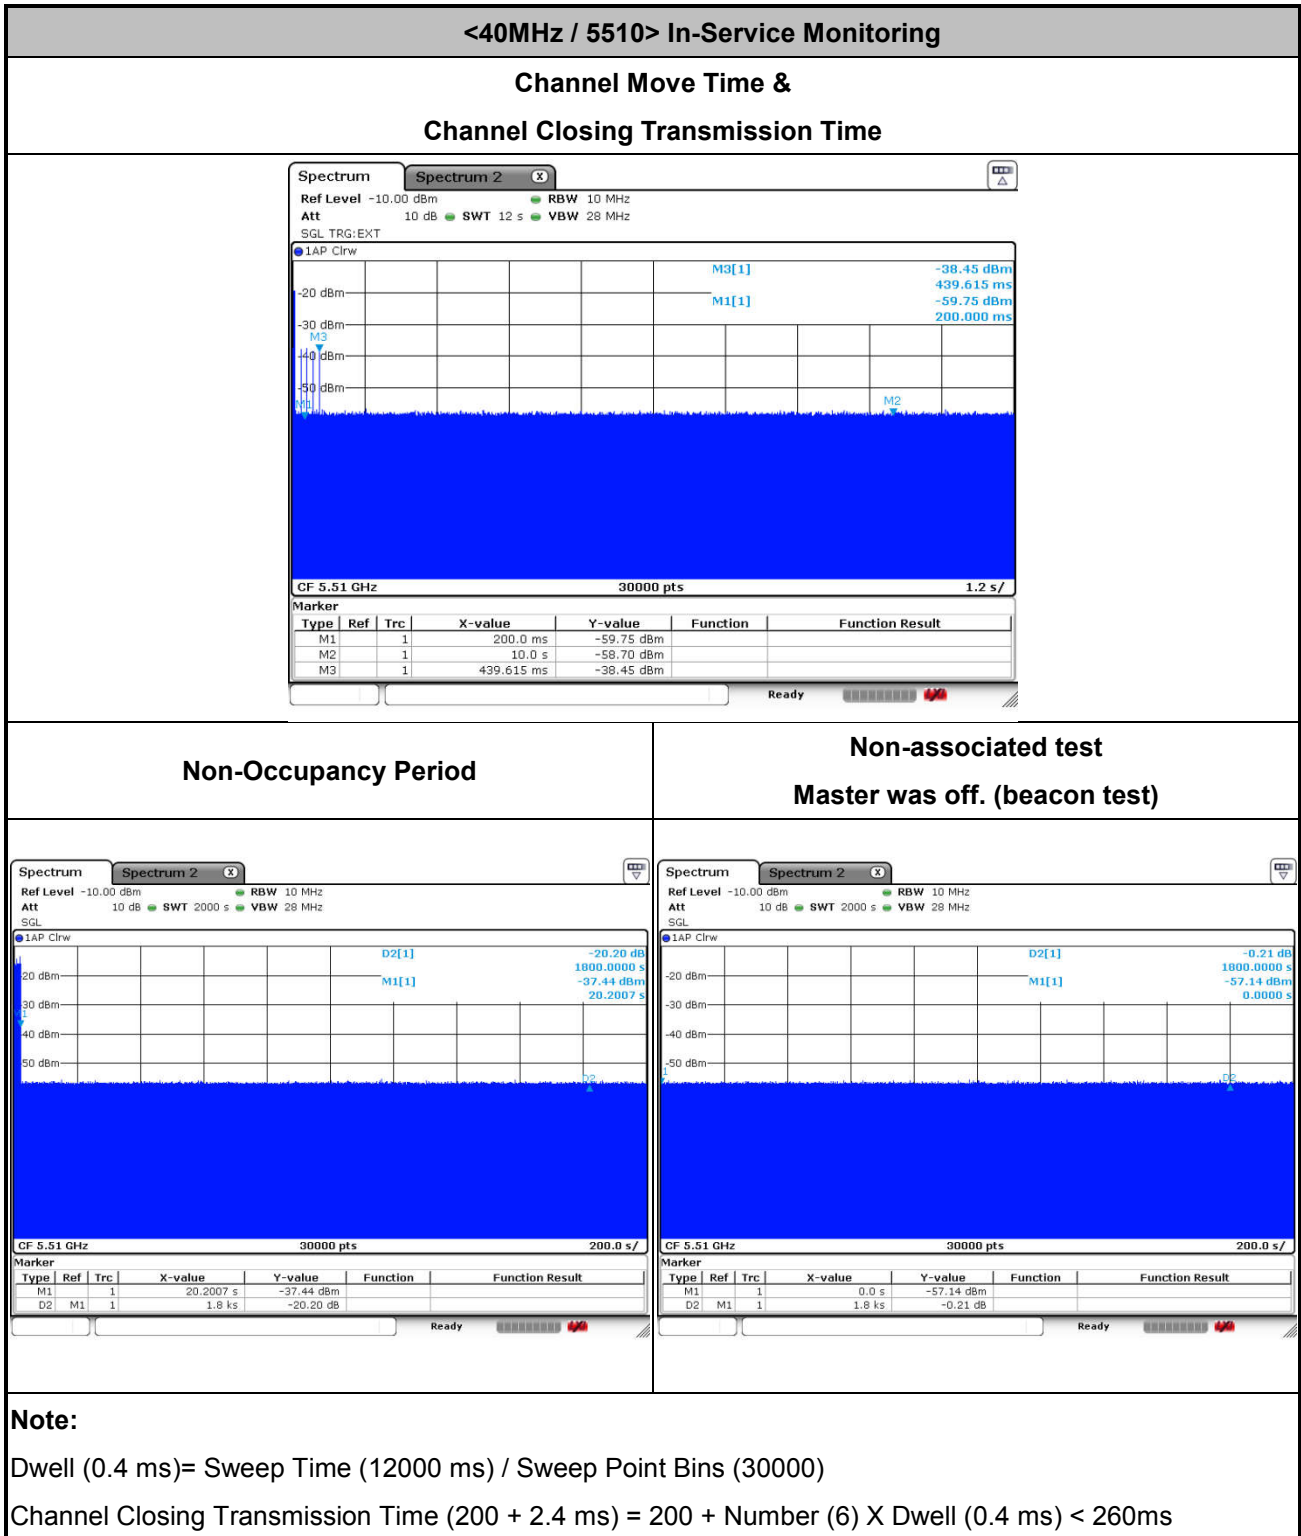 <40MHz / 5510> In-Service Monitoring
Channel Move Time &
Channel Closing Transmission Time
Spectrum Spectrum 2 X
Ref Level -10.00 dBm RBW 10 MHz
Att 10 dB SWT 12 s VBW 28 MHz
SGL TRG:EXT
1AP Clrw
M3[1] -38.45 dBm
439.615 ms
-20 dBm
M1[1] -59.75 dBm
200.000 ms
-30 dBm
M3
-40 dBm
-50 dBm
M1 M2
CF 5.51 GHz 30000 pts 1.2 s/
Marker
Type Ref Trc X-value Y-value Function Function Result
M1 1 200.0 ms -59.75 dBm
M2 1 10.0 s -58.70 dBm
M3 1 439.615 ms -38.45 dBm
Ready
Non-Occupancy Period
Non-associated test
Master was off. (beacon test)
Spectrum Spectrum 2 X
Ref Level -10.00 dBm RBW 10 MHz
Att 10 dB SWT 2000 s VBW 28 MHz
SGL
1AP Clrw
D2[1] -20.20 dB
1800.0000 s
20 dBm
M1[1] -37.44 dBm
20.2007 s
30 dBm
1
40 dBm
50 dBm
D2
CF 5.51 GHz 30000 pts 200.0 s/
Marker
Type Ref Trc X-value Y-value Function Function Result
M1 1 20.2007 s -37.44 dBm
D2 M1 1 1.8 ks -20.20 dB
Ready
Spectrum Spectrum 2 X
Ref Level -10.00 dBm RBW 10 MHz
Att 10 dB SWT 2000 s VBW 28 MHz
SGL
1AP Clrw
D2[1] -0.21 dB
1800.0000 s
-20 dBm
M1[1] -57.14 dBm
0.0000 s
-30 dBm
-40 dBm
-50 dBm
1 D2
CF 5.51 GHz 30000 pts 200.0 s/
Marker
Type Ref Trc X-value Y-value Function Function Result
M1 1 0.0 s -57.14 dBm
D2 M1 1 1.8 ks -0.21 dB
Ready
Note:
Dwell (0.4 ms)= Sweep Time (12000 ms) / Sweep Point Bins (30000)
Channel Closing Transmission Time (200 + 2.4 ms) = 200 + Number (6) X Dwell (0.4 ms) < 260ms